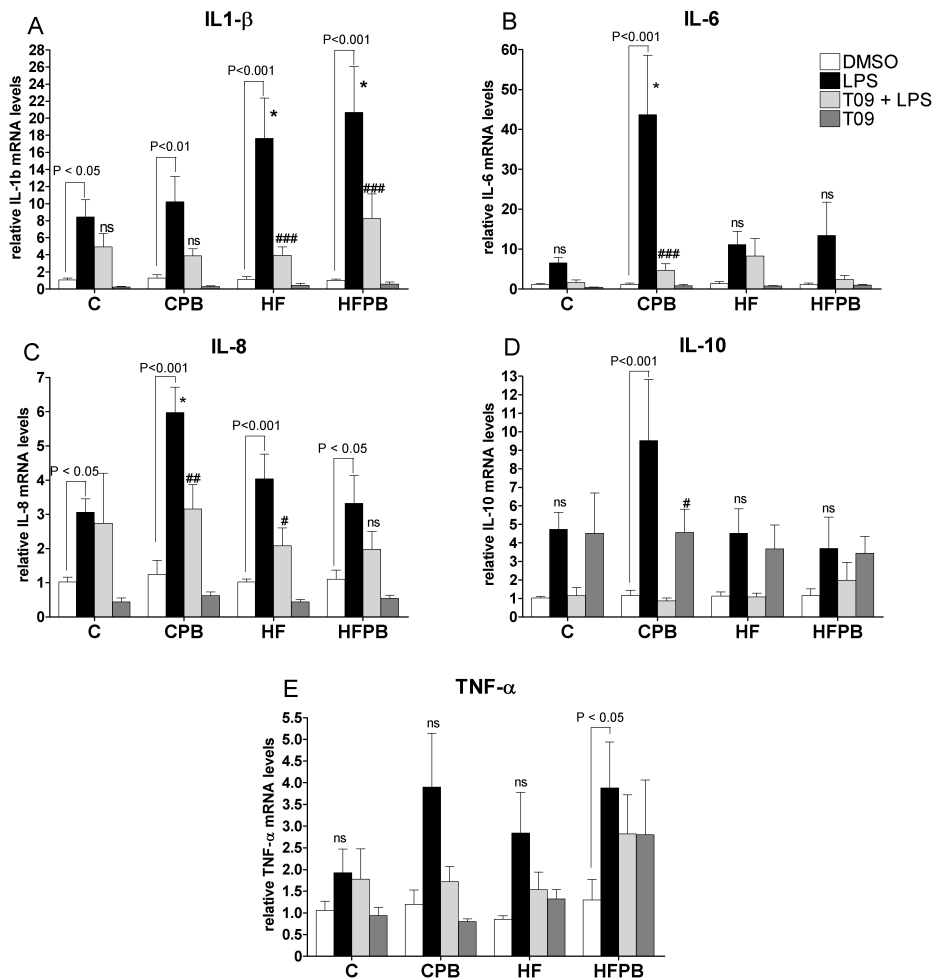 A
IL1-β
P < 0.05
P<0.01
P<0.001
P<0.001
*
*
ns
ns
###
###
relative IL-1b mRNA levels
28
26
24
22
20
18
16
14
12
10
8
6
4
2
0
C CPB HF HFPB
B
IL-6
DMSO
LPS
T09 + LPS
T09
P<0.001
*
ns
###
ns
ns
relative IL-6 mRNA levels
60
50
40
30
20
10
0
C CPB HF HFPB
C
IL-8
P < 0.05
P<0.001
P<0.001
P < 0.05
*
##
#
ns
relative IL-8 mRNA levels
7
6
5
4
3
2
1
0
C CPB HF HFPB
D
IL-10
P<0.001
ns
#
ns
ns
relative IL-10 mRNA levels
13
12
11
10
9
8
7
6
5
4
3
2
1
0
C CPB HF HFPB
E
TNF-α
ns
ns
ns
P < 0.05
relative TNF-α mRNA levels
5.5
5.0
4.5
4.0
3.5
3.0
2.5
2.0
1.5
1.0
0.5
0
C CPB HF HFPB